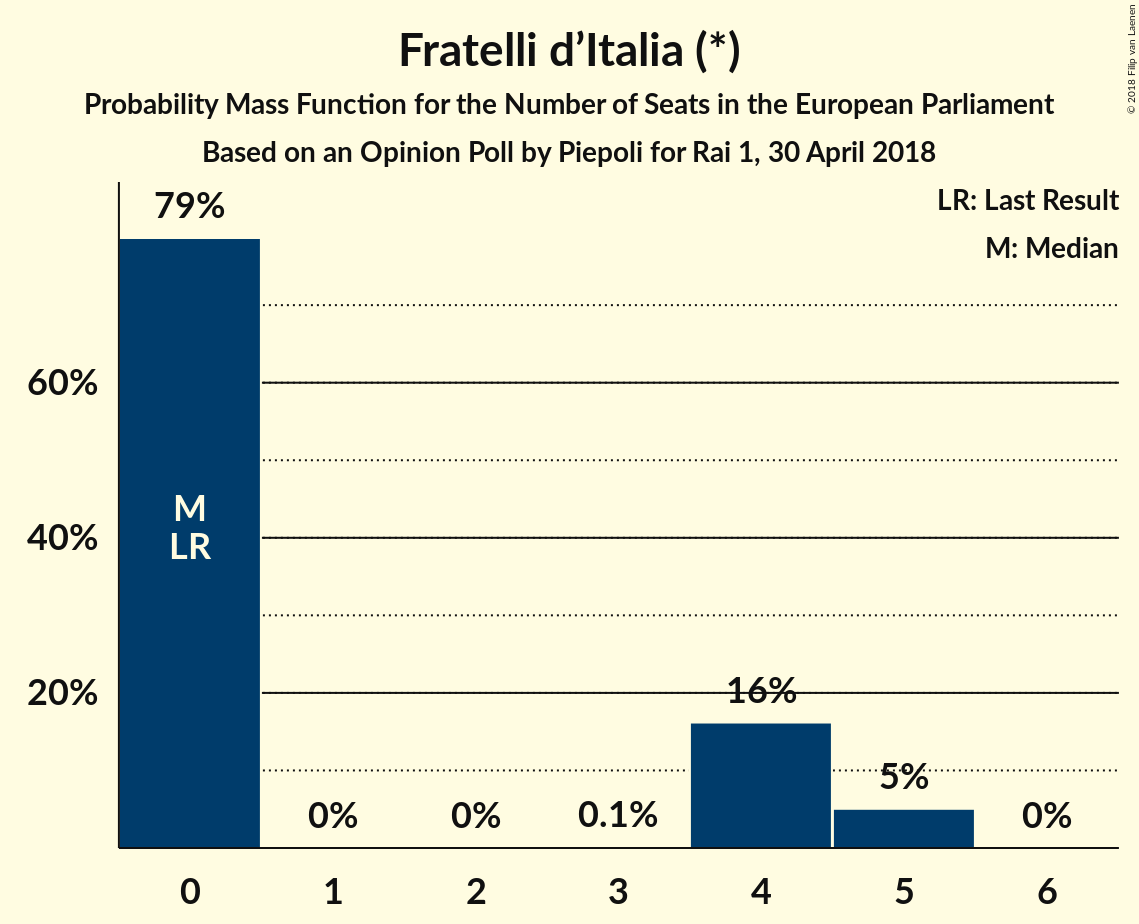 Fratelli d’Italia (*)
Probability Mass Function for the Number of Seats in the European Parliament
Based on an Opinion Poll by Piepoli for Rai 1, 30 April 2018
© 2018 Filip van Laenen
LR: Last Result
M: Median
79%
60%
40%
20%
M
LR
0%
0%
0.1%
16%
5%
0%
0
1
2
3
4
5
6